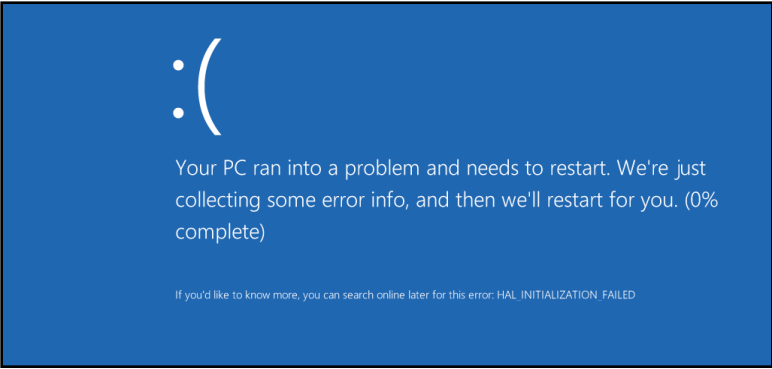 :(
Your PC ran into a problem and needs to restart. We're just
collecting some error info, and then we'll restart for you. (0%
complete)
If you'd like to know more, you can search online later for this error: HAL_INITIALIZATION_FAILED